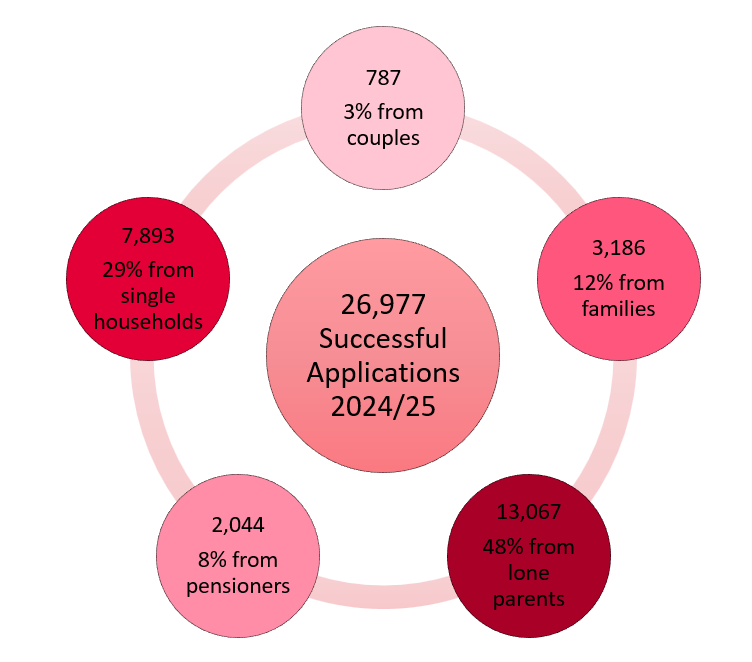 787
3% from
couples
3,186
12% from
families
13,067
48% from
lone
parents
2,044
8% from
pensioners
7,893
29% from
single
households
26,977
Successful
Applications
2024/25